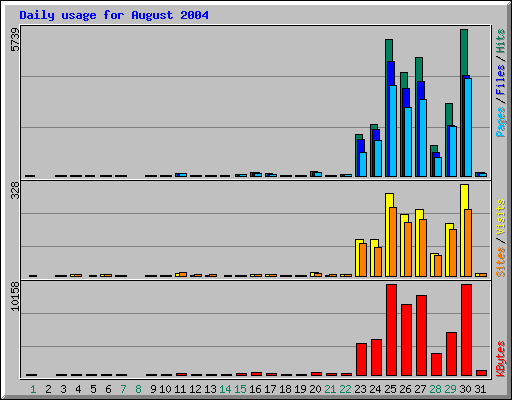 Daily usage for August 2004
5739
Pages / Files / Hits
328
Sites / Visits
10158
KBytes
1 2 3 4 5 6 7 8 9 10 11 12 13 14 15 16 17 18 19 20 21 22 23 24 25 26 27 28 29 30 31